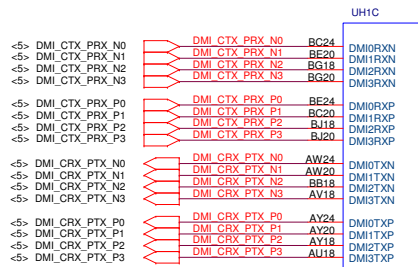 UH1C
<5> DMI_CTX_PRX_N0 DMI_CTX_PRX_N0 BC24 DMI0RXN
<5> DMI_CTX_PRX_N1 DMI_CTX_PRX_N1 BE20 DMI1RXN
<5> DMI_CTX_PRX_N2 DMI_CTX_PRX_N2 BG18 DMI2RXN
<5> DMI_CTX_PRX_N3 DMI_CTX_PRX_N3 BG20 DMI3RXN
<5> DMI_CTX_PRX_P0 DMI_CTX_PRX_P0 BE24 DMI0RXP
<5> DMI_CTX_PRX_P1 DMI_CTX_PRX_P1 BC20 DMI1RXP
<5> DMI_CTX_PRX_P2 DMI_CTX_PRX_P2 BJ18 DMI2RXP
<5> DMI_CTX_PRX_P3 DMI_CTX_PRX_P3 BJ20 DMI3RXP
<5> DMI_CRX_PTX_N0 DMI_CRX_PTX_N0 AW24 DMI0TXN
<5> DMI_CRX_PTX_N1 DMI_CRX_PTX_N1 AW20 DMI1TXN
<5> DMI_CRX_PTX_N2 DMI_CRX_PTX_N2 BB18 DMI2TXN
<5> DMI_CRX_PTX_N3 DMI_CRX_PTX_N3 AV18 DMI3TXN
<5> DMI_CRX_PTX_P0 DMI_CRX_PTX_P0 AY24 DMI0TXP
<5> DMI_CRX_PTX_P1 DMI_CRX_PTX_P1 AY20 DMI1TXP
<5> DMI_CRX_PTX_P2 DMI_CRX_PTX_P2 AY18 DMI2TXP
<5> DMI_CRX_PTX_P3 DMI_CRX_PTX_P3 AU18 DMI3TXP